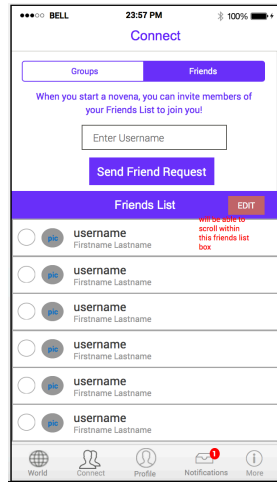 BELL 23:57 PM 100%
Connect
Groups Friends
When you start a novena, you can invite members of
your Friends List to join you!
Enter Username
Send Friend Request
Friends List EDIT
will be able to
scroll within
this friends list
box
pic username
Firstname Lastname
pic username
Firstname Lastname
pic username
Firstname Lastname
pic username
Firstname Lastname
pic username
Firstname Lastname
pic username
Firstname Lastname
1
World Connect Profile Notifications More